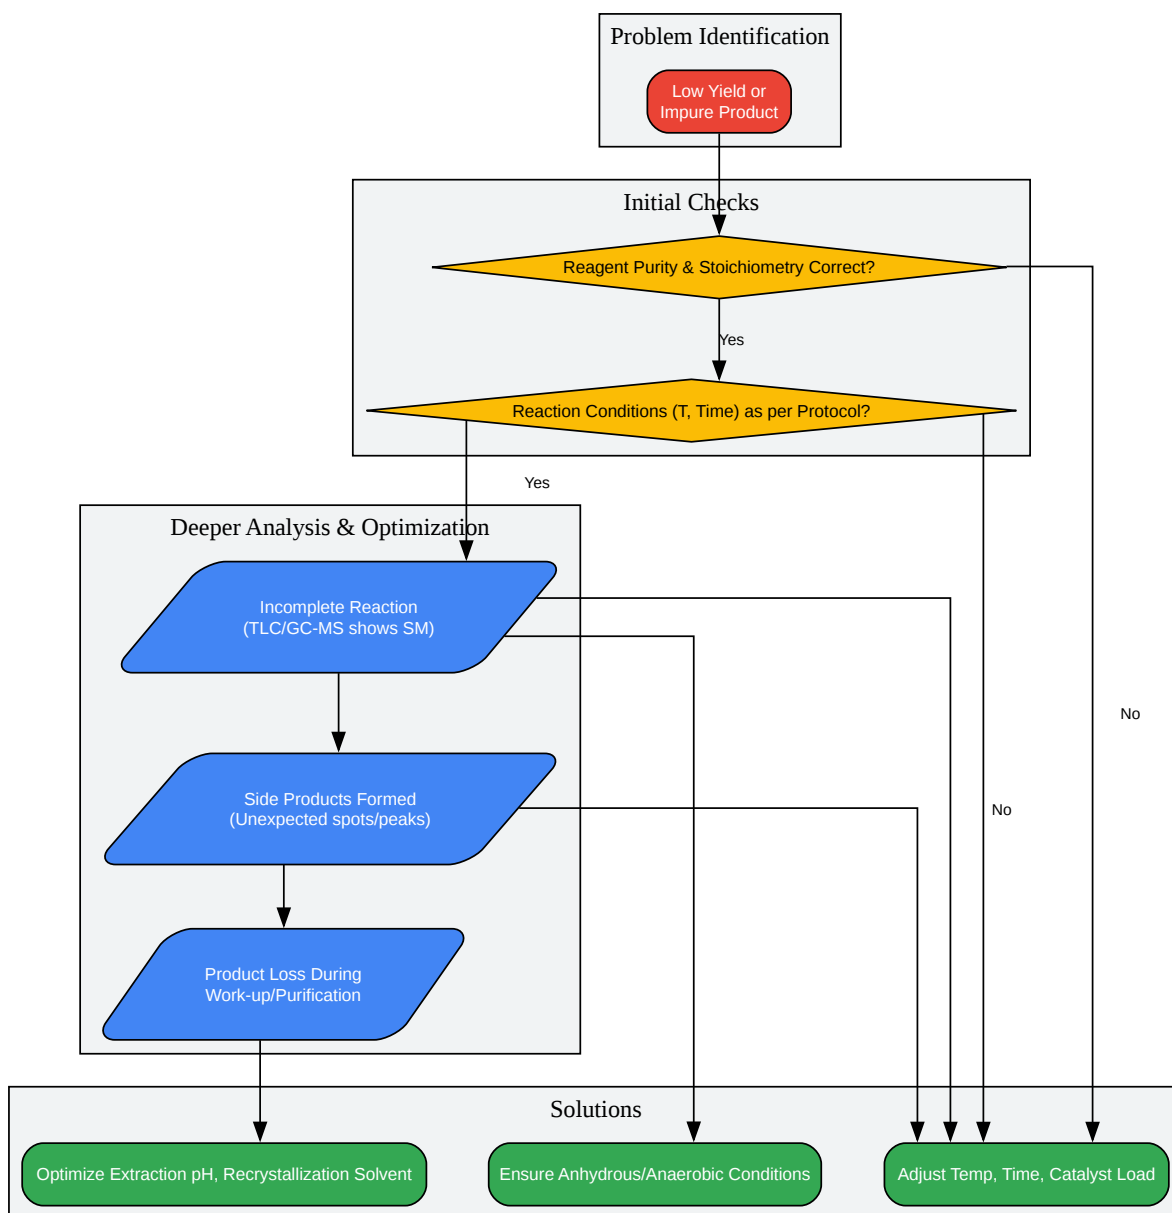 Problem Identification
Low Yield or
Impure Product
Initial Checks
Reagent Purity & Stoichiometry Correct?
Yes
Reaction Conditions (T, Time) as per Protocol?
Yes
Deeper Analysis & Optimization
Incomplete Reaction
(TLC/GC-MS shows SM)
No
Side Products Formed
(Unexpected spots/peaks)
No
Product Loss During
Work-up/Purification
Solutions
Optimize Extraction pH, Recrystallization Solvent
Ensure Anhydrous/Anaerobic Conditions
Adjust Temp, Time, Catalyst Load